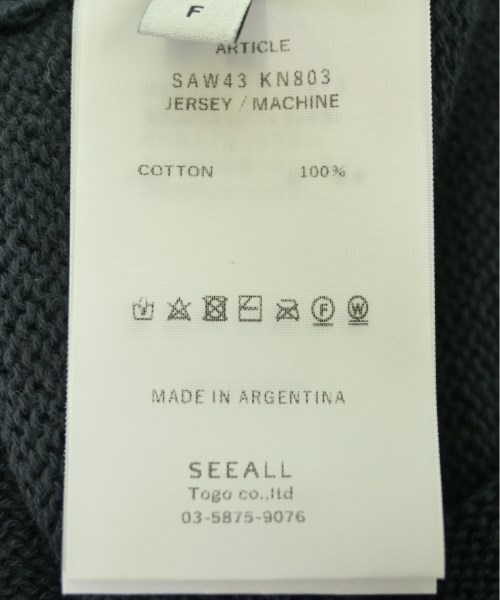 F
ARTICLE
SAW43 KN803
JERSEY / MACHINE
COTTON 100%
F W
MADE IN ARGENTINA
SEEALL
Togo co.,ltd
03-5875-9076